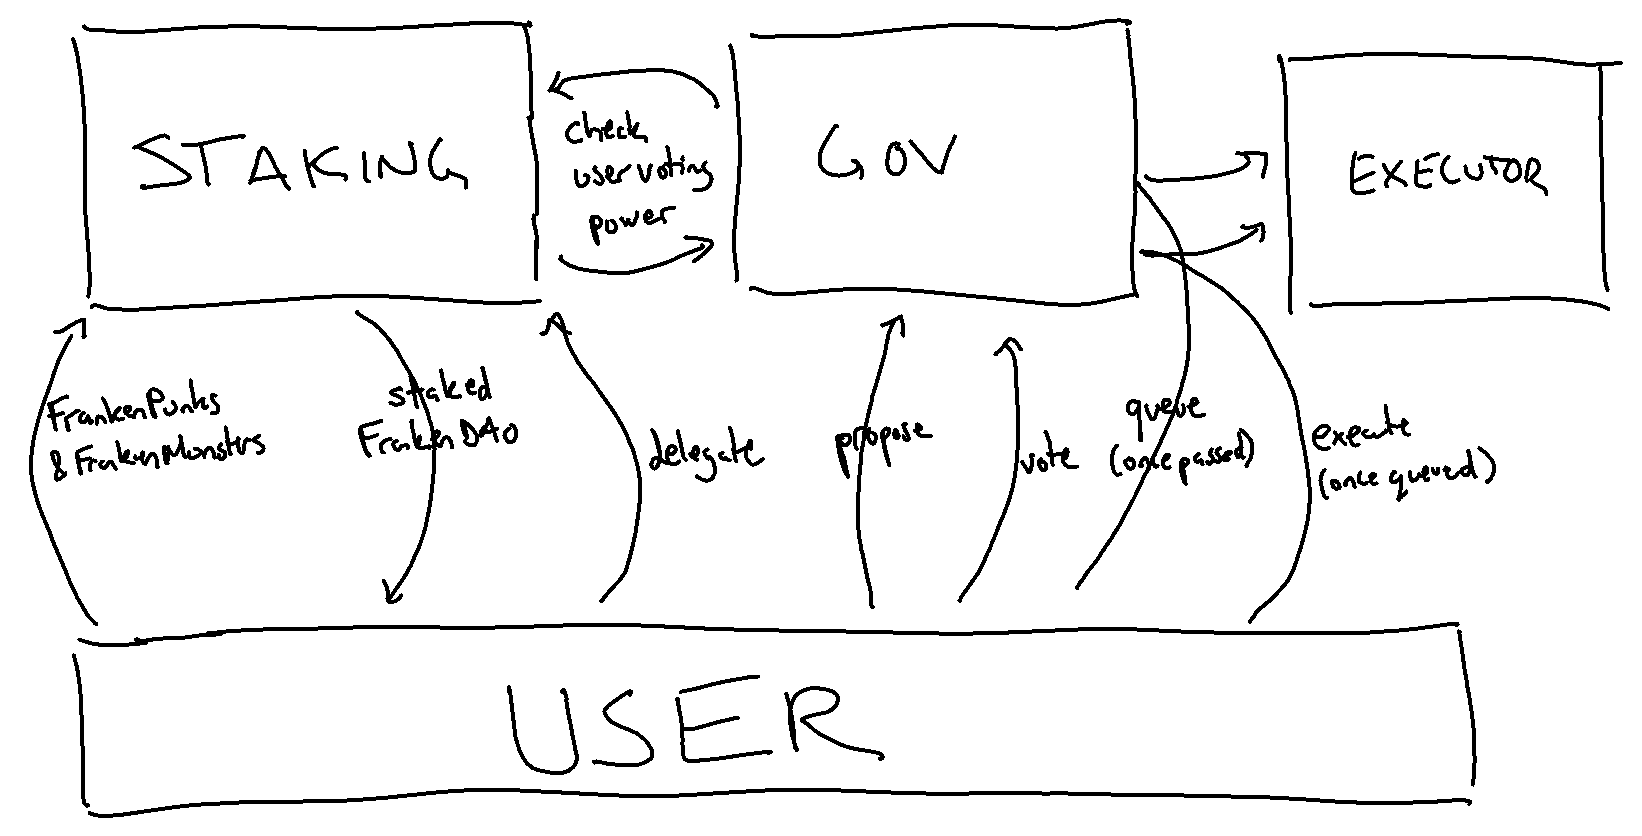 STAKING
check
user voting
power
GOV
EXECUTOR
FrankenPunks
& FrankenMonsters
staked
FrankenDAO
delegate
propose
vote
queue
(once passed)
execute
(once queued)
USER